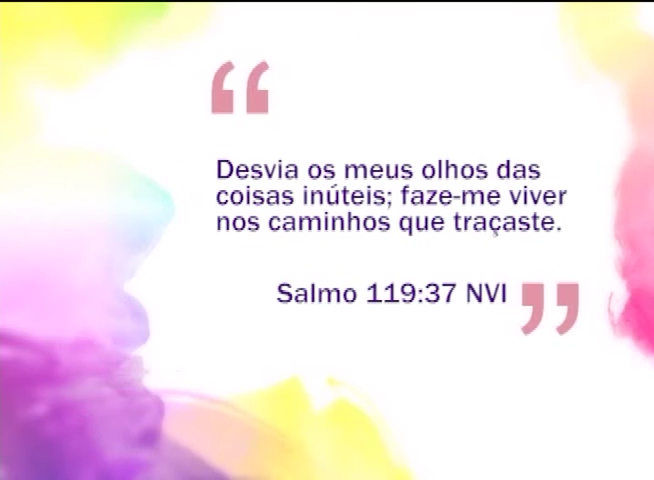 “
Desvia os meus olhos das
coisas inúteis; faze-me viver
nos caminhos que traçaste.
Salmo 119:37 NVI ”